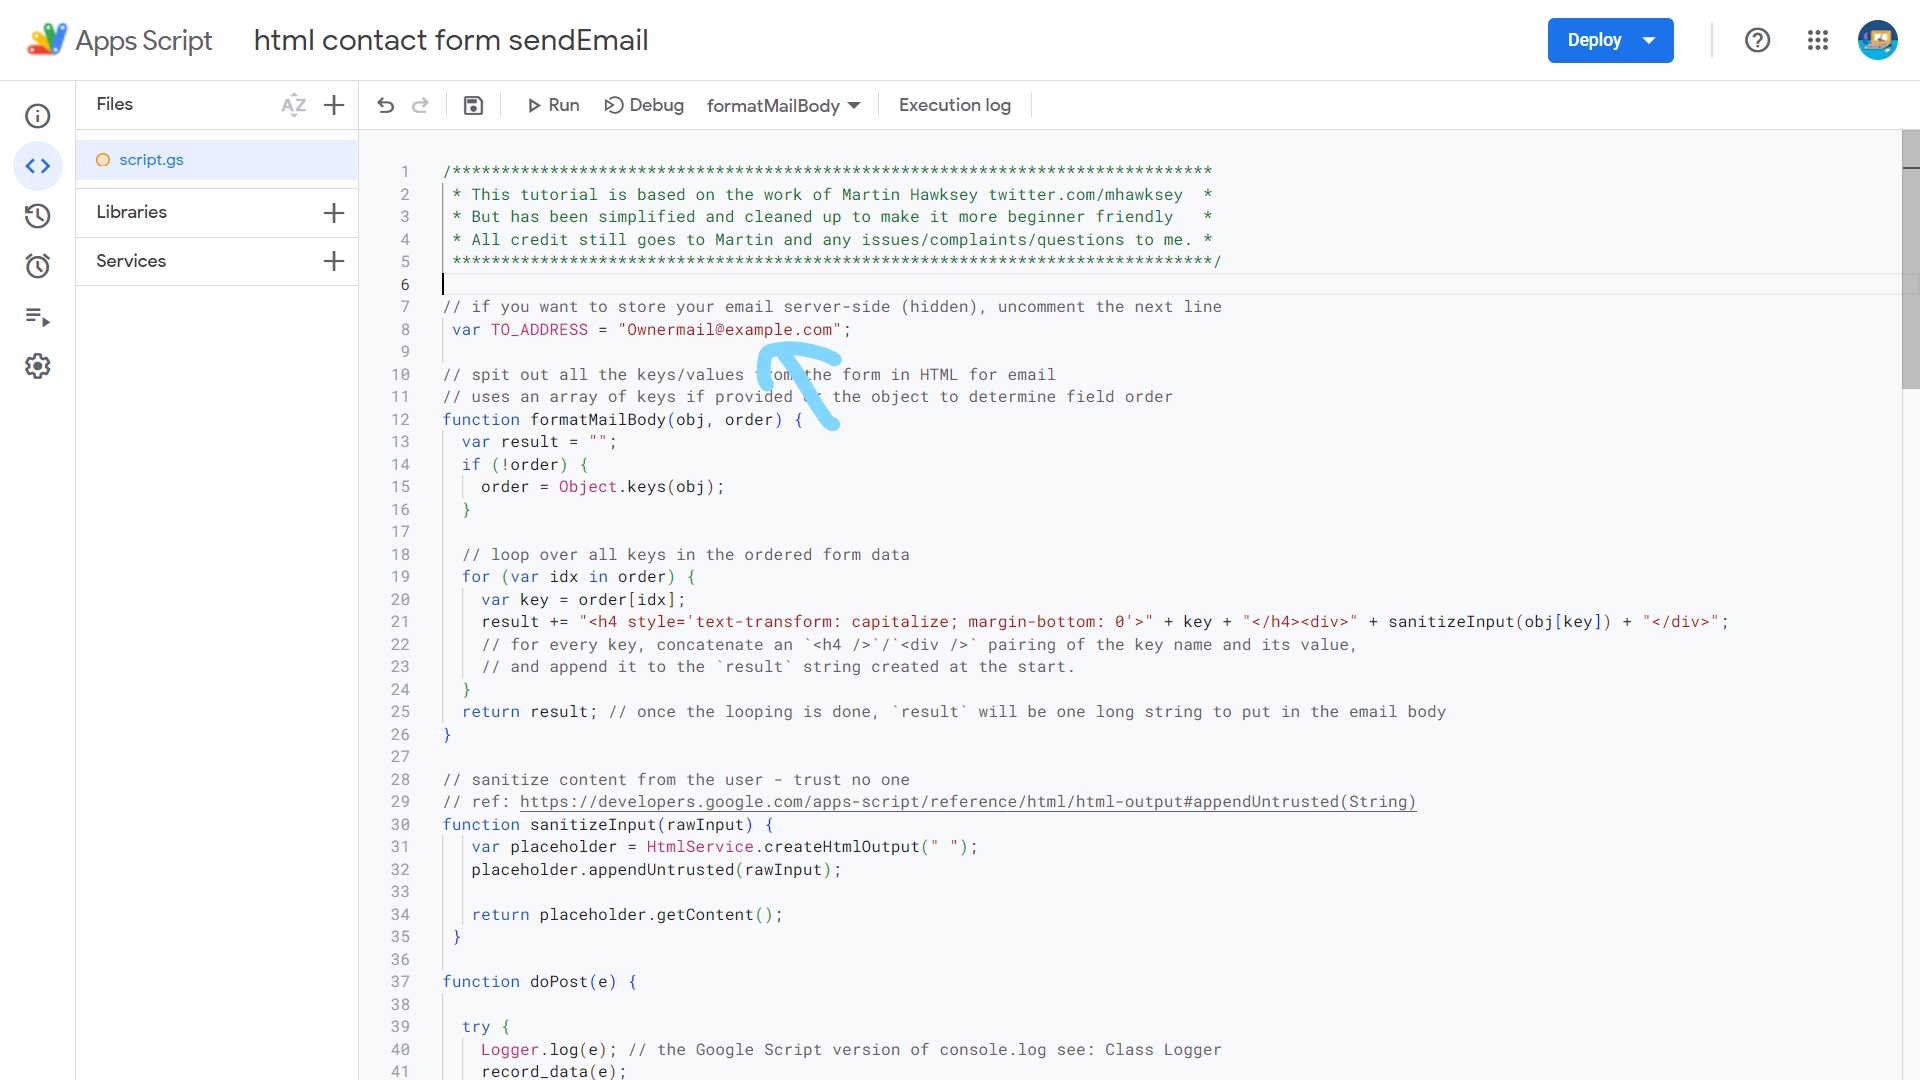 Apps Script
html contact form sendEmail
Deploy
Files
AZ
Run
Debug
formatMailBody
Execution log
script.gs
Libraries
Services
1 /******************************************************************************
2 * This tutorial is based on the work of Martin Hawksey twitter.com/mhawksey *
3 * But has been simplified and cleaned up to make it more beginner friendly *
4 * All credit still goes to Martin and any issues/complaints/questions to me. *
5 ******************************************************************************/
6
7 // if you want to store your email server-side (hidden), uncomment the next line
8 var TO_ADDRESS = "Ownermail@example.com";
9
10 // spit out all the keys/values from the form in HTML for email
11 // uses an array of keys if provided or the object to determine field order
12 function formatMailBody(obj, order) {
13 var result = "";
14 if (!order) {
15 order = Object.keys(obj);
16 }
17
18 // loop over all keys in the ordered form data
19 for (var idx in order) {
20 var key = order[idx];
21 result += "<h4 style='text-transform: capitalize; margin-bottom: 0'>" + key + "</h4><div>" + sanitizeInput(obj[key]) + "</div>";
22 // for every key, concatenate an `<h4 />`/`<div />` pairing of the key name and its value,
23 // and append it to the `result` string created at the start.
24 }
25 return result; // once the looping is done, `result` will be one long string to put in the email body
26 }
27
28 // sanitize content from the user - trust no one
29 // ref: https://developers.google.com/apps-script/reference/html/html-output#appendUntrusted(String)
30 function sanitizeInput(rawInput) {
31 var placeholder = HtmlService.createHtmlOutput(" ");
32 placeholder.appendUntrusted(rawInput);
33
34 return placeholder.getContent();
35 }
36
37 function doPost(e) {
38
39 try {
40 Logger.log(e); // the Google Script version of console.log see: Class Logger
41 record_data(e);